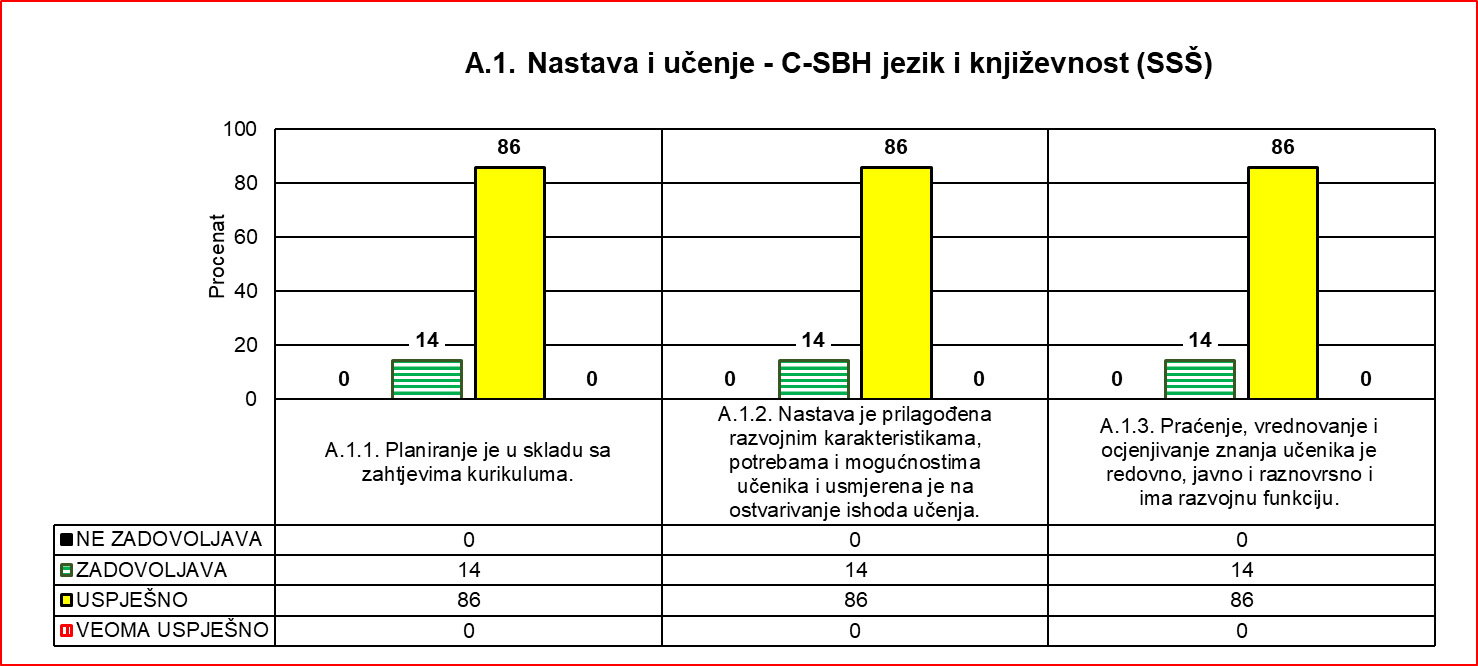 A.1. Nastava i učenje - C-SBH jezik i književnost (SSŠ)
Procenat
100
80
60
40
20
0
0 14 86 0
0 14 86 0
0 14 86 0
A.1.1. Planiranje je u skladu sa
zahtjevima kurikuluma.
A.1.2. Nastava je prilagođena
razvojnim karakteristikama,
potrebama i mogućnostima
učenika i usmjerena je na
ostvarivanje ishoda učenja.
A.1.3. Praćenje, vrednovanje i
ocjenjivanje znanja učenika je
redovno, javno i raznovrsno i
ima razvojnu funkciju.
NE ZADOVOLJAVA 0 0 0
ZADOVOLJAVA 14 14 14
USPJEŠNO 86 86 86
VEOMA USPJEŠNO 0 0 0